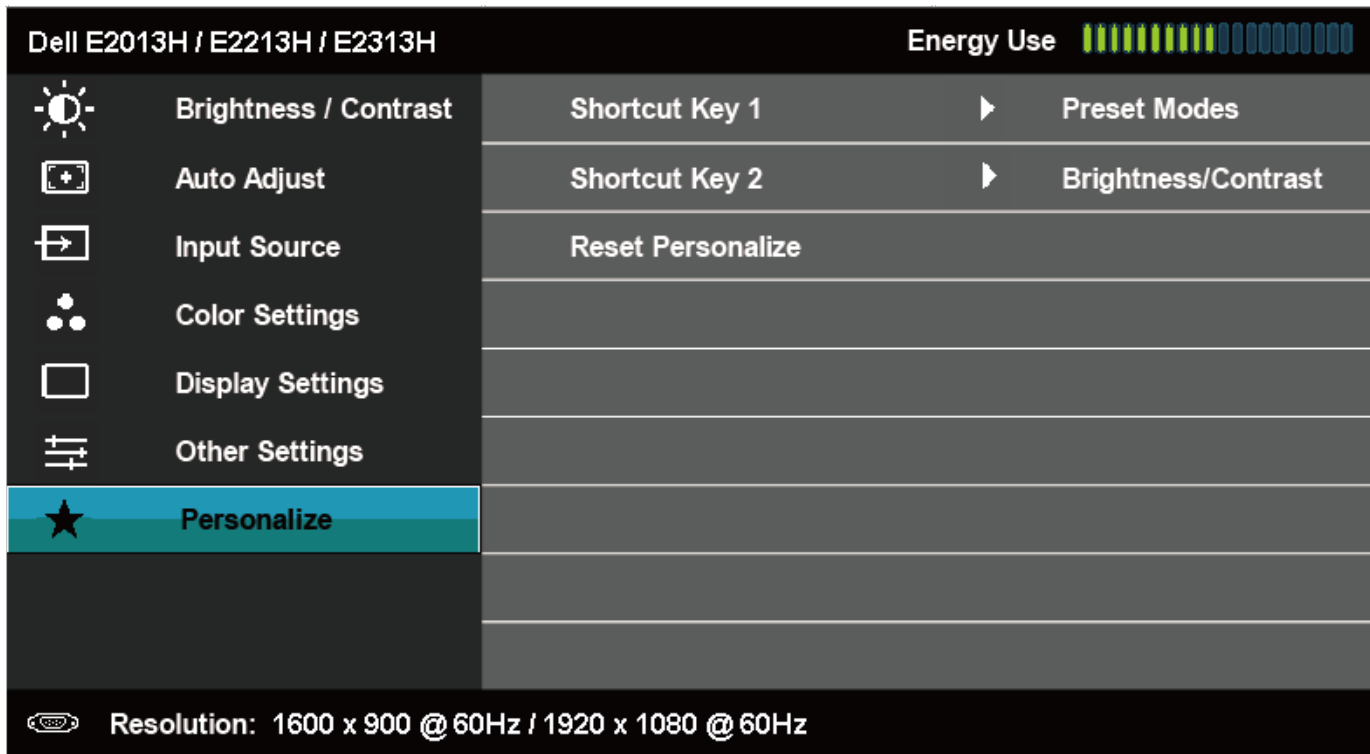 Dell E2013H / E2213H / E2313H
Energy Use
Brightness / Contrast
Shortcut Key 1
Preset Modes
Auto Adjust
Shortcut Key 2
Brightness/Contrast
Input Source
Reset Personalize
Color Settings
Display Settings
Other Settings
Personalize
Resolution: 1600 x 900 @ 60Hz / 1920 x 1080 @ 60Hz